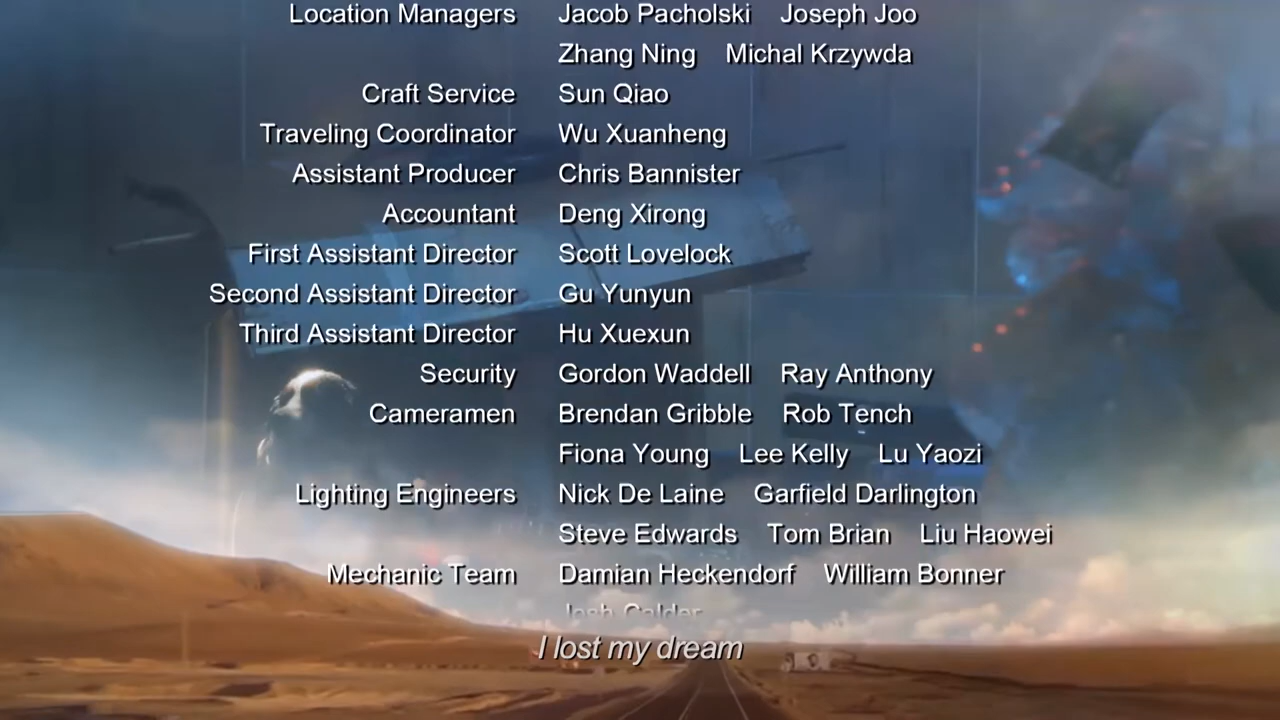 Location Managers Jacob Pacholski Joseph Joo
Zhang Ning Michal Krzywda
Craft Service Sun Qiao
Traveling Coordinator Wu Xuanheng
Assistant Producer Chris Bannister
Accountant Deng Xirong
First Assistant Director Scott Lovelock
Second Assistant Director Gu Yunyun
Third Assistant Director Hu Xuexun
Security Gordon Waddell Ray Anthony
Cameramen Brendan Gribble Rob Tench
Fiona Young Lee Kelly Lu Yaozi
Lighting Engineers Nick De Laine Garfield Darlington
Steve Edwards Tom Brian Liu Haowei
Mechanic Team Damian Heckendorf William Bonner
Josh Calder
I lost my dream